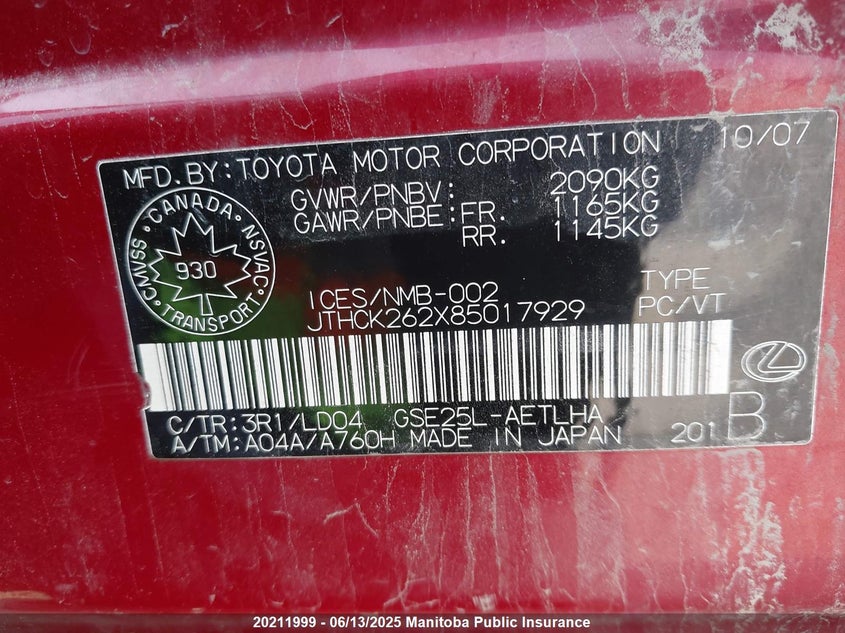 MFD.BY:TOYOTA MOTOR CORPORATION 10/07
GVWR/PNBV: 2090KG
GAWR/PNBE: FR. 1165KG
RR. 1145KG
CANADA
CMVSS NSVAC
930
TRANSPORT
ICES/NMB-002 TYPE
JTHCK262X85017929 PC/VT
C/TR:3R1/LD04 GSE25L-AETLHA
A/TM:A04A/A760H MADE IN JAPAN 201 B
20211999 - 06/13/2025 Manitoba Public Insurance